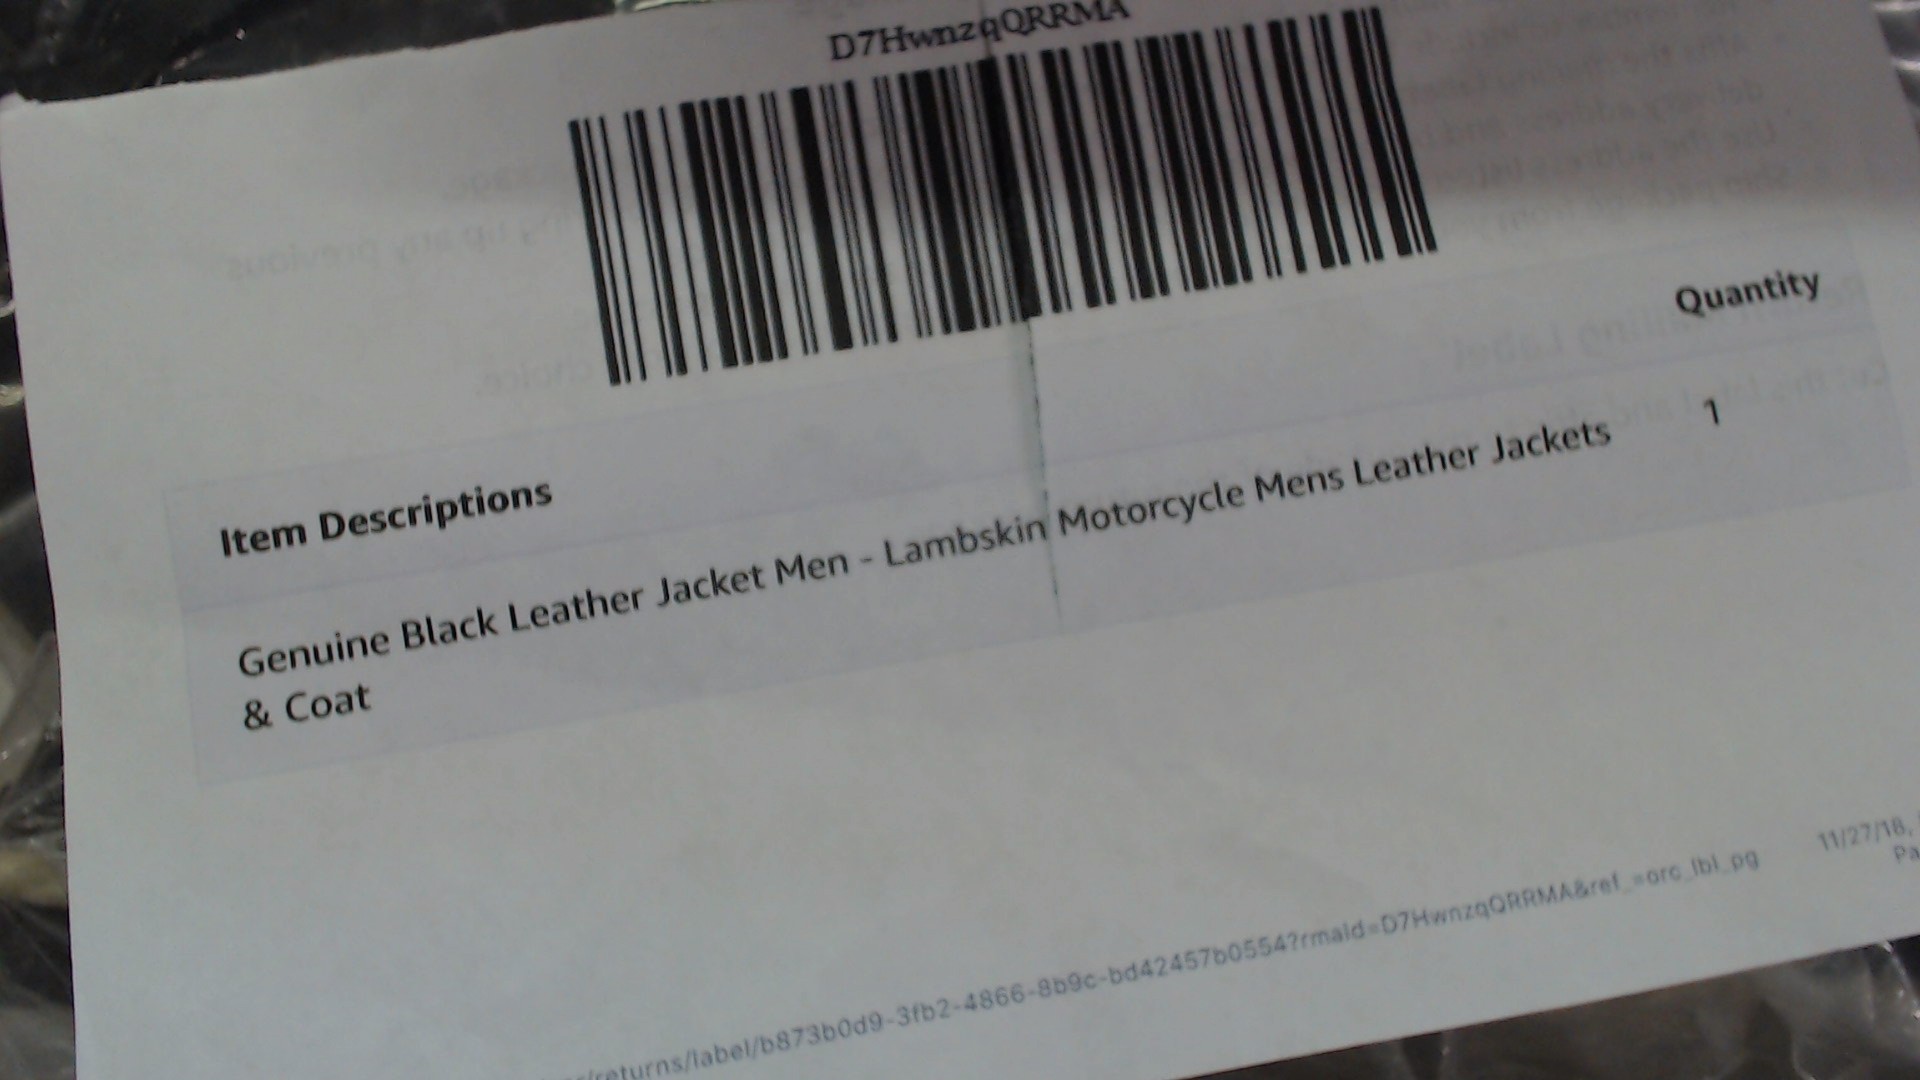 D7HwnzqQRRMA
Item Descriptions Quantity
Genuine Black Leather Jacket Men - Lambskin Motorcycle Mens Leather Jackets 1
& Coat
/returns/label/b873b0d9-3fb2-4866-8b9c-bd42457b0554?rmaId=D7HwnzqQRRMA&ref_=orc_lbl_pg 11/27/18,